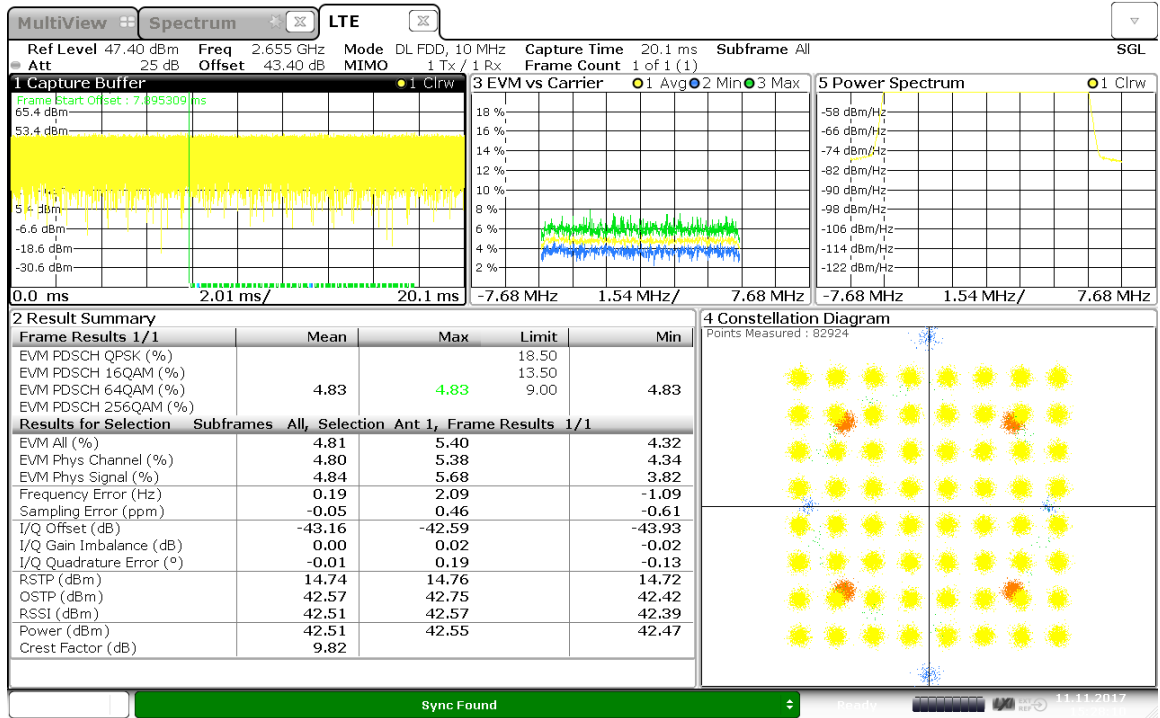 MultiView Spectrum LTE
Ref Level 47.40 dBm Freq 2.655 GHz Mode DL FDD, 10 MHz Capture Time 20.1 ms Subframe All SGL
Att 25 dB Offset 43.40 dB MIMO 1 Tx / 1 Rx Frame Count 1 of 1 (1)
1 Capture Buffer 1 Clrw
Frame Start Offset : 7.895309 ms
65.4 dBm
53.4 dBm
5.4 dBm
-6.6 dBm
-18.6 dBm
-30.6 dBm
0.0 ms 2.01 ms/ 20.1 ms
3 EVM vs Carrier 1 Avg 2 Min 3 Max
18 %
16 %
14 %
12 %
10 %
8 %
6 %
4 %
2 %
-7.68 MHz 1.54 MHz/ 7.68 MHz
5 Power Spectrum 1 Clrw
-58 dBm/Hz
-66 dBm/Hz
-74 dBm/Hz
-82 dBm/Hz
-90 dBm/Hz
-98 dBm/Hz
-106 dBm/Hz
-114 dBm/Hz
-122 dBm/Hz
-7.68 MHz 1.54 MHz/ 7.68 MHz
2 Result Summary
Frame Results 1/1 Mean Max Limit Min
EVM PDSCH QPSK (%) 18.50
EVM PDSCH 16QAM (%) 13.50
EVM PDSCH 64QAM (%) 4.83 4.83 9.00 4.83
EVM PDSCH 256QAM (%)
Results for Selection Subframes All, Selection Ant 1, Frame Results 1/1
EVM All (%) 4.81 5.40 4.32
EVM Phys Channel (%) 4.80 5.38 4.34
EVM Phys Signal (%) 4.84 5.68 3.82
Frequency Error (Hz) 0.19 2.09 -1.09
Sampling Error (ppm) -0.05 0.46 -0.61
I/Q Offset (dB) -43.16 -42.59 -43.93
I/Q Gain Imbalance (dB) 0.00 0.02 -0.02
I/Q Quadrature Error (º) -0.01 0.19 -0.13
RSTP (dBm) 14.74 14.76 14.72
OSTP (dBm) 42.57 42.75 42.42
RSSI (dBm) 42.51 42.57 42.39
Power (dBm) 42.51 42.55 42.47
Crest Factor (dB) 9.82
4 Constellation Diagram
Points Measured : 82924
Sync Found
Ready
11.11.2017